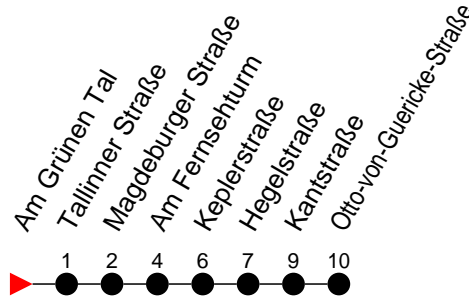 Am Grünen Tal
Tallinner Straße
Magdeburger Straße
Am Fernsehturm
Keplerstraße
Hegelstraße
Kantstraße
Otto-von-Guericke-Straße
1 2 4 6 7 9 10